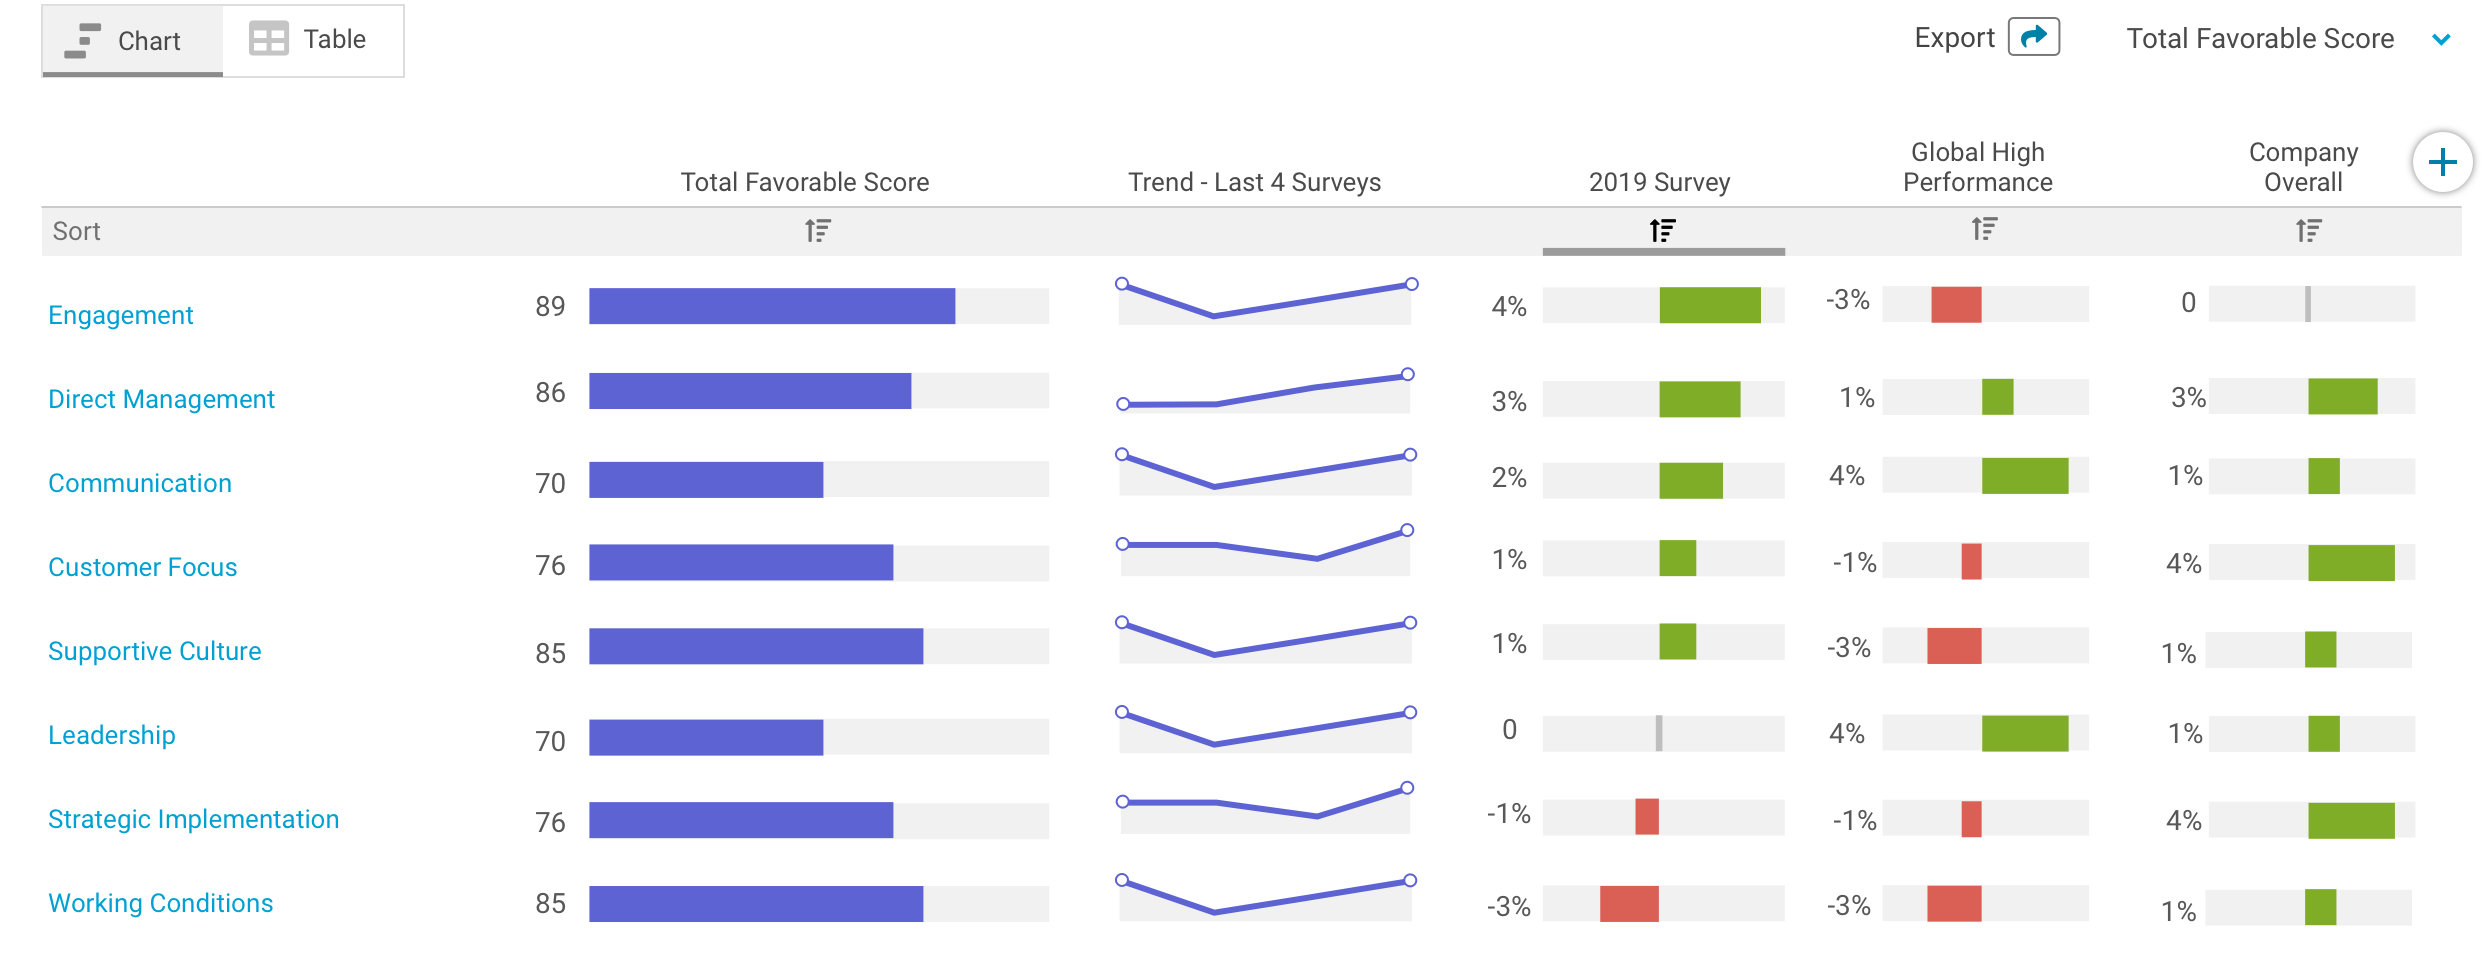 Chart
Table
Export
Total Favorable Score
Total Favorable Score
Trend - Last 4 Surveys
2019 Survey
Global High
Performance
Company
Overall
Sort
Engagement 89 4% -3% 0
Direct Management 86 3% 1% 3%
Communication 70 2% 4% 1%
Customer Focus 76 1% -1% 4%
Supportive Culture 85 1% -3% 1%
Leadership 70 0 4% 1%
Strategic Implementation 76 -1% -1% 4%
Working Conditions 85 -3% -3% 1%